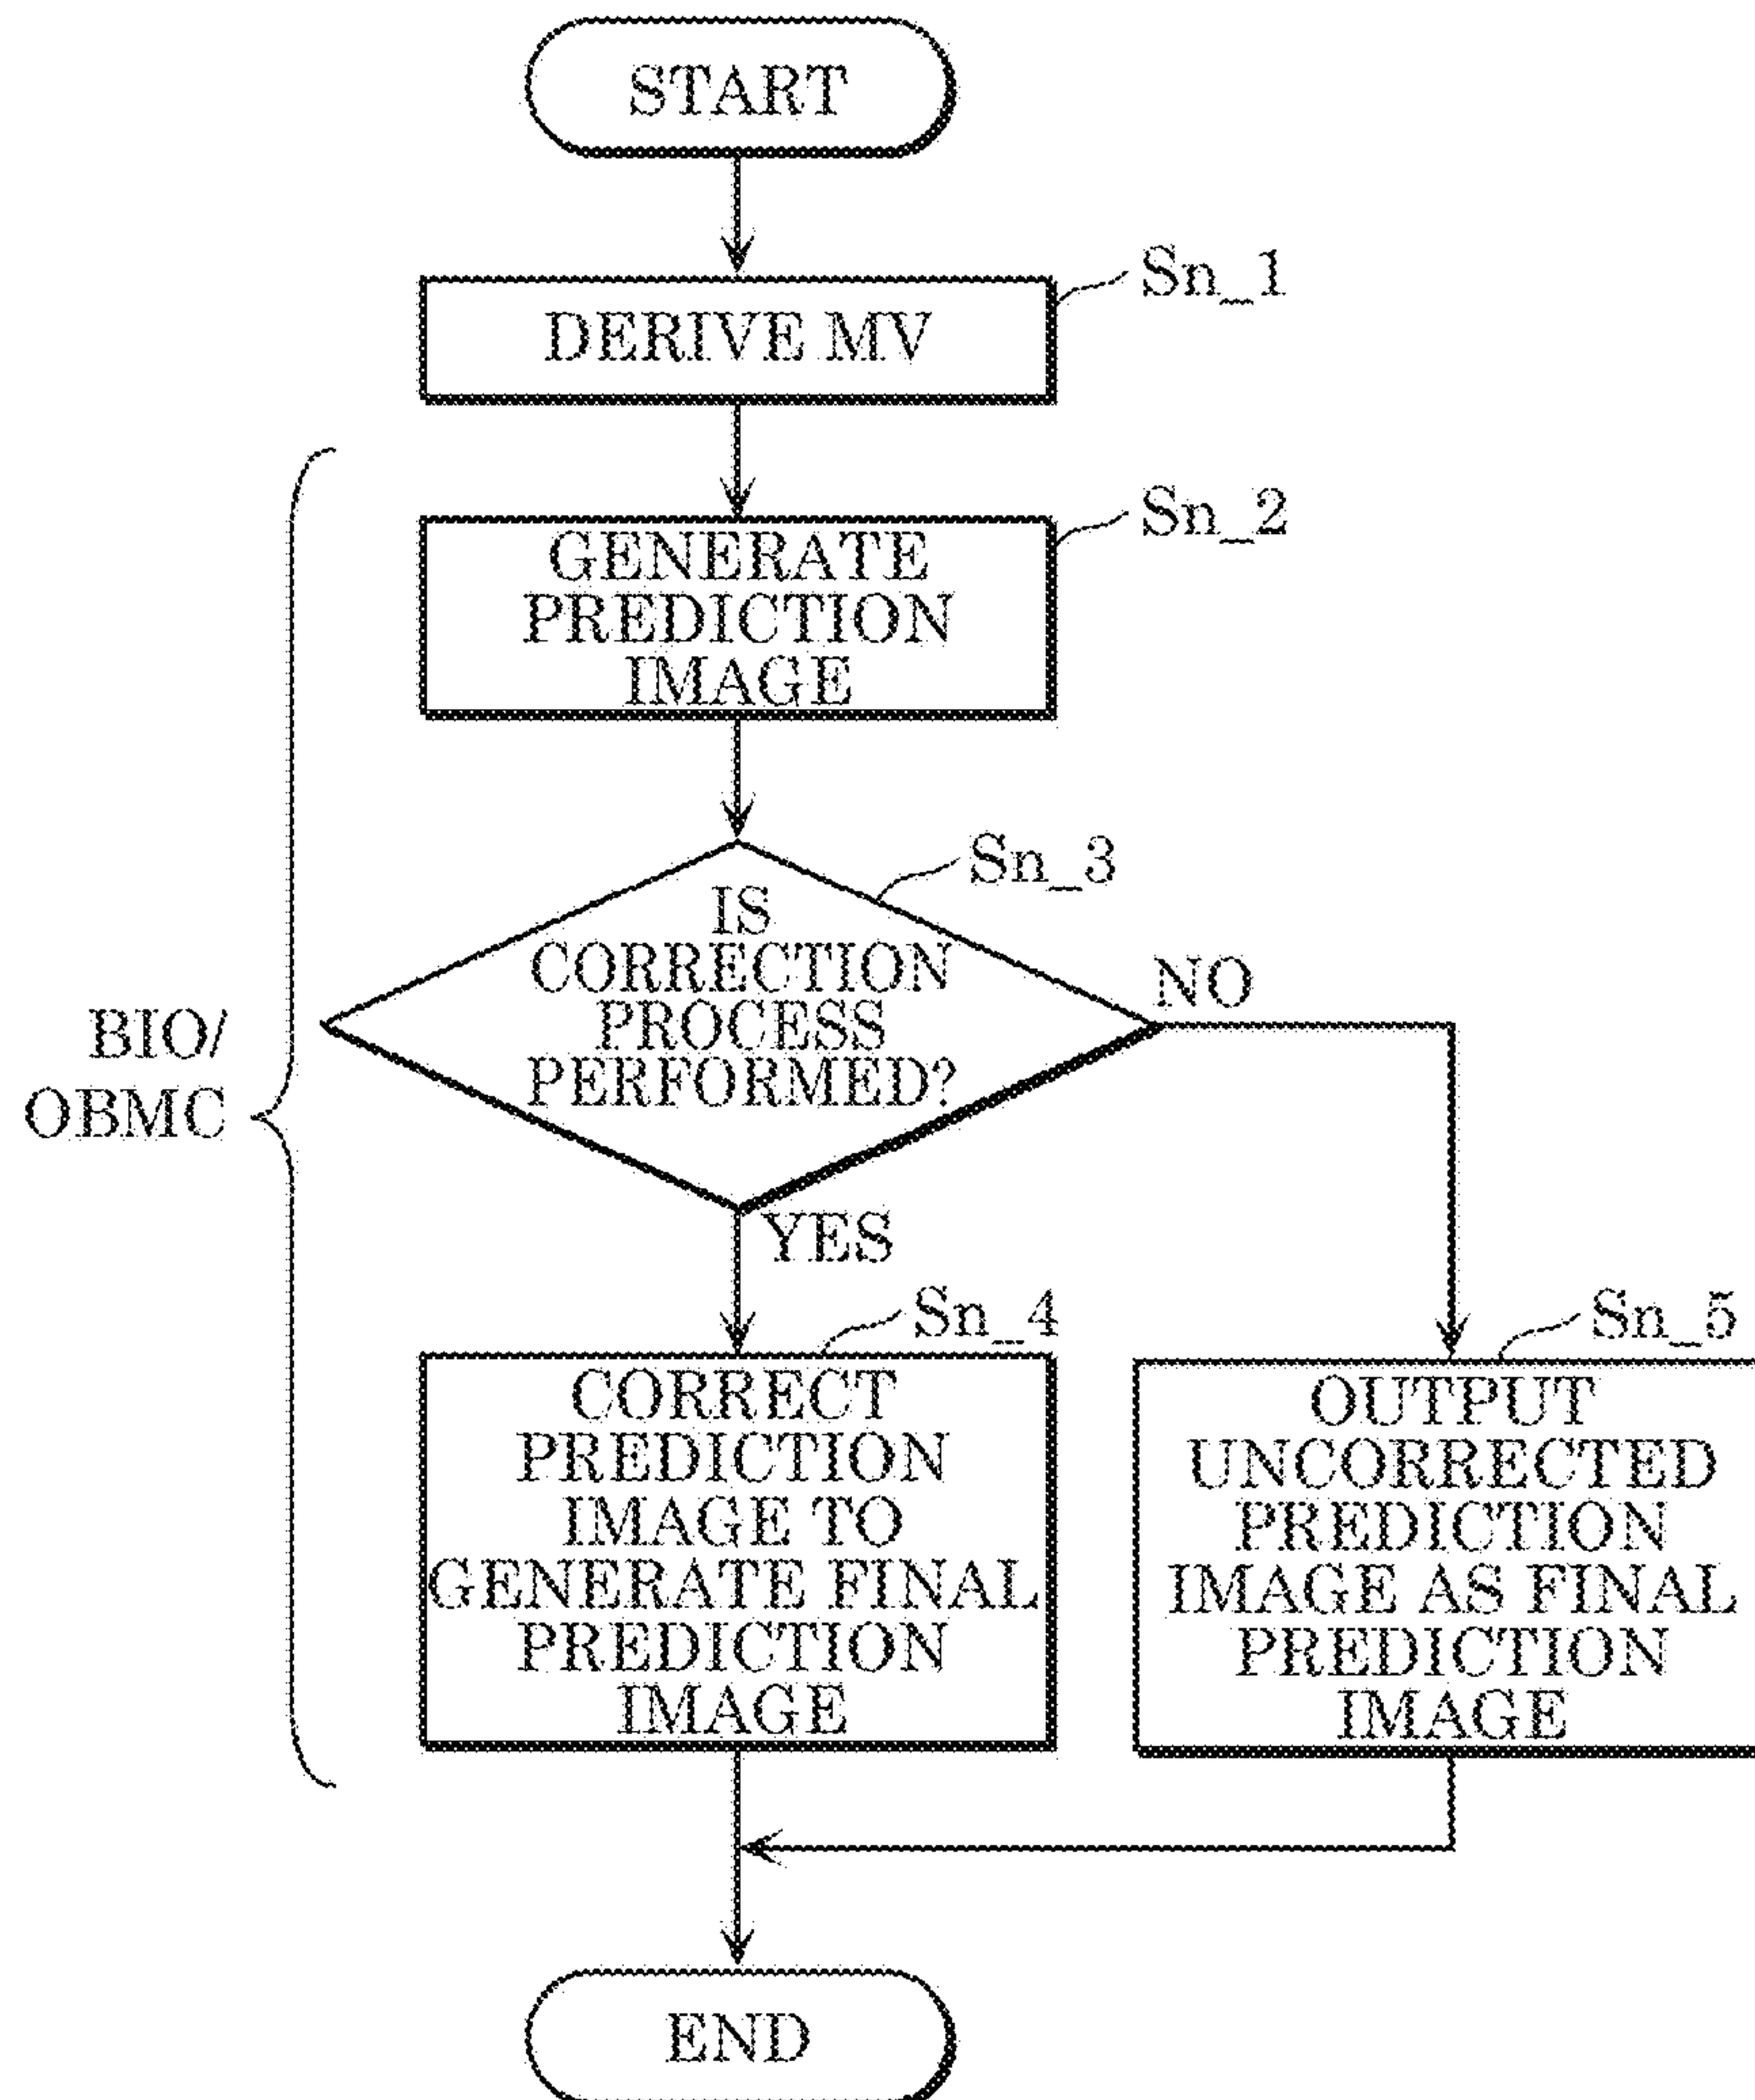 START
Sn_1
DERIVE MV
Sn_2
GENERATE
PREDICTION
IMAGE
Sn_3
IS
CORRECTION
PROCESS
PERFORMED?
NO
BIO/
OBMC
YES
Sn_4
CORRECT
PREDICTION
IMAGE TO
GENERATE FINAL
PREDICTION
IMAGE
Sn_5
OUTPUT
UNCORRECTED
PREDICTION
IMAGE AS FINAL
PREDICTION
IMAGE
END